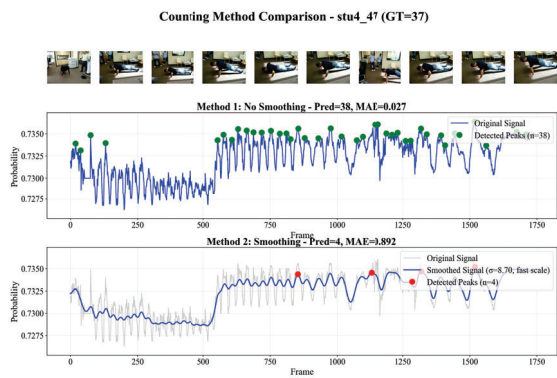 Counting Method Comparison - stu4_47 (GT=37)
Method 1: No Smoothing - Pred=38, MAE=0.027
Original Signal
Detected Peaks (n=38)
Probability
0.7350
0.7325
0.7300
0.7275
0
250
500
750
1000
1250
1500
1750
Frame
Method 2: Smoothing - Pred=4, MAE=0.892
Original Signal
Smoothed Signal (σ=8.70, fast scale)
Detected Peaks (n=4)
Probability
0.7350
0.7325
0.7300
0.7275
0
250
500
750
1000
1250
1500
1750
Frame